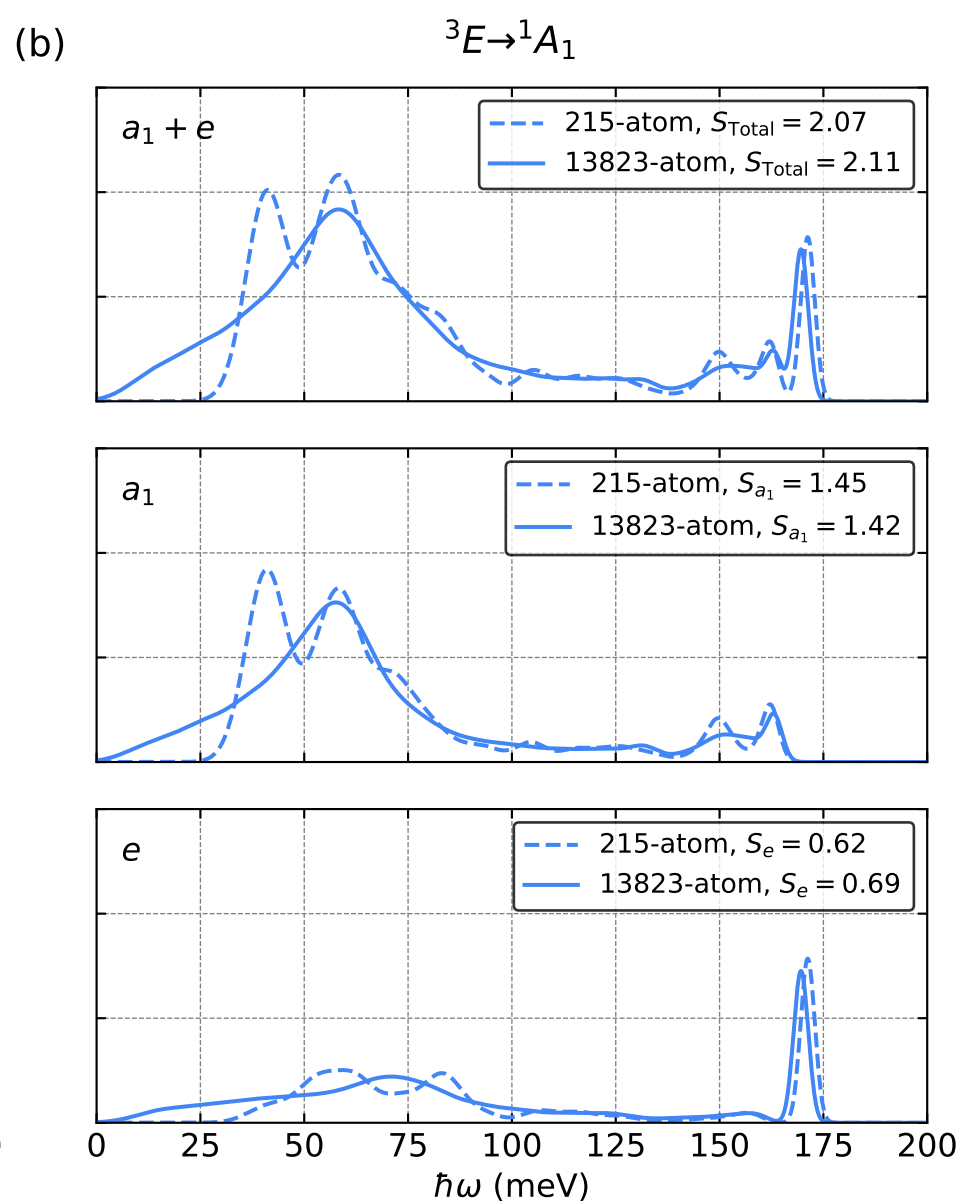 (b)
³E→¹A₁
a₁ + e
215-atom, S_Total = 2.07
13823-atom, S_Total = 2.11
a₁
215-atom, S_a₁ = 1.45
13823-atom, S_a₁ = 1.42
e
215-atom, S_e = 0.62
13823-atom, S_e = 0.69
0 25 50 75 100 125 150 175 200
ħω (meV)